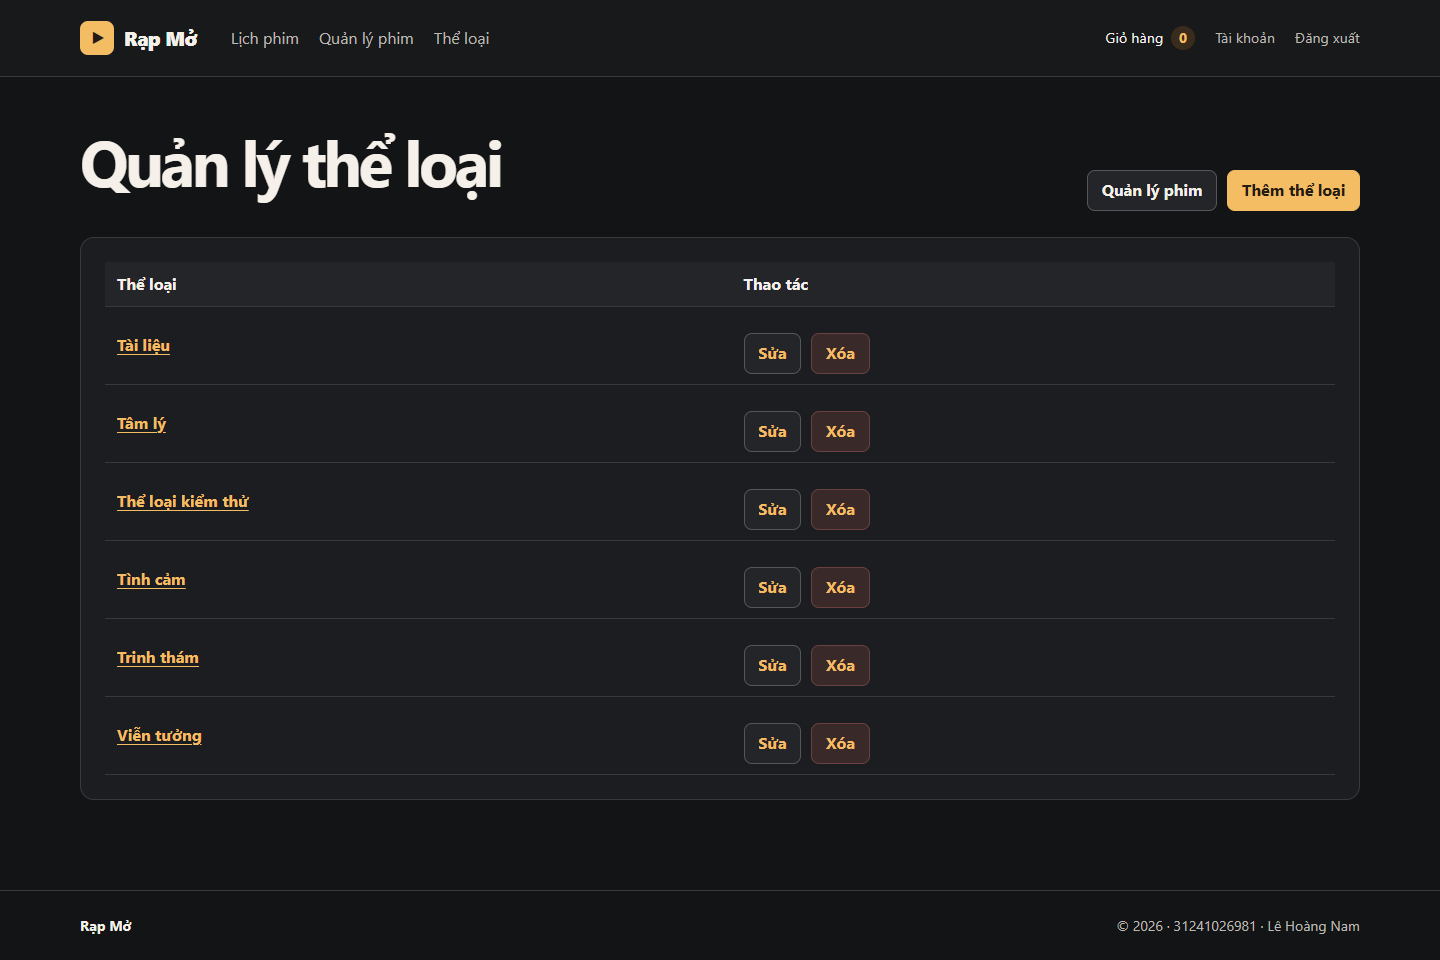 Rạp Mở Lịch phim Quản lý phim Thể loại Giỏ hàng 0 Tài khoản Đăng xuất
Quản lý thể loại
Quản lý phim Thêm thể loại
Thể loại Thao tác
Tài liệu Sửa Xóa
Tâm lý Sửa Xóa
Thể loại kiểm thử Sửa Xóa
Tình cảm Sửa Xóa
Trinh thám Sửa Xóa
Viễn tưởng Sửa Xóa
Rạp Mở © 2026 · 31241026981 · Lê Hoàng Nam